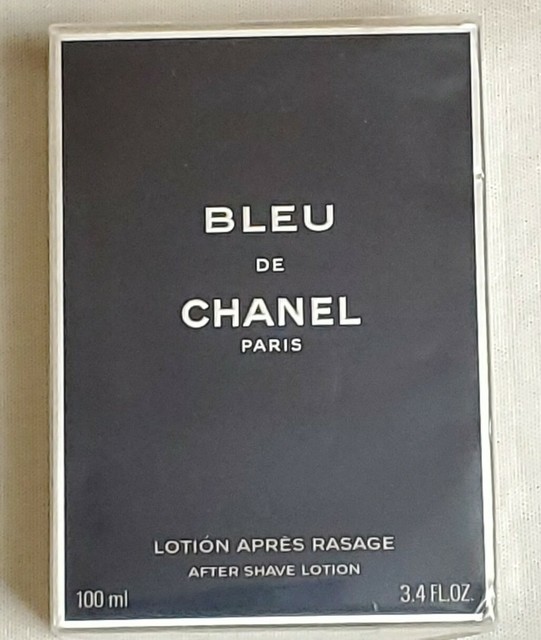 BLEU
DE
CHANEL
PARIS
LOTIÓN APRÈS RASAGE
AFTER SHAVE LOTION
100 ml 3.4 FL.OZ.